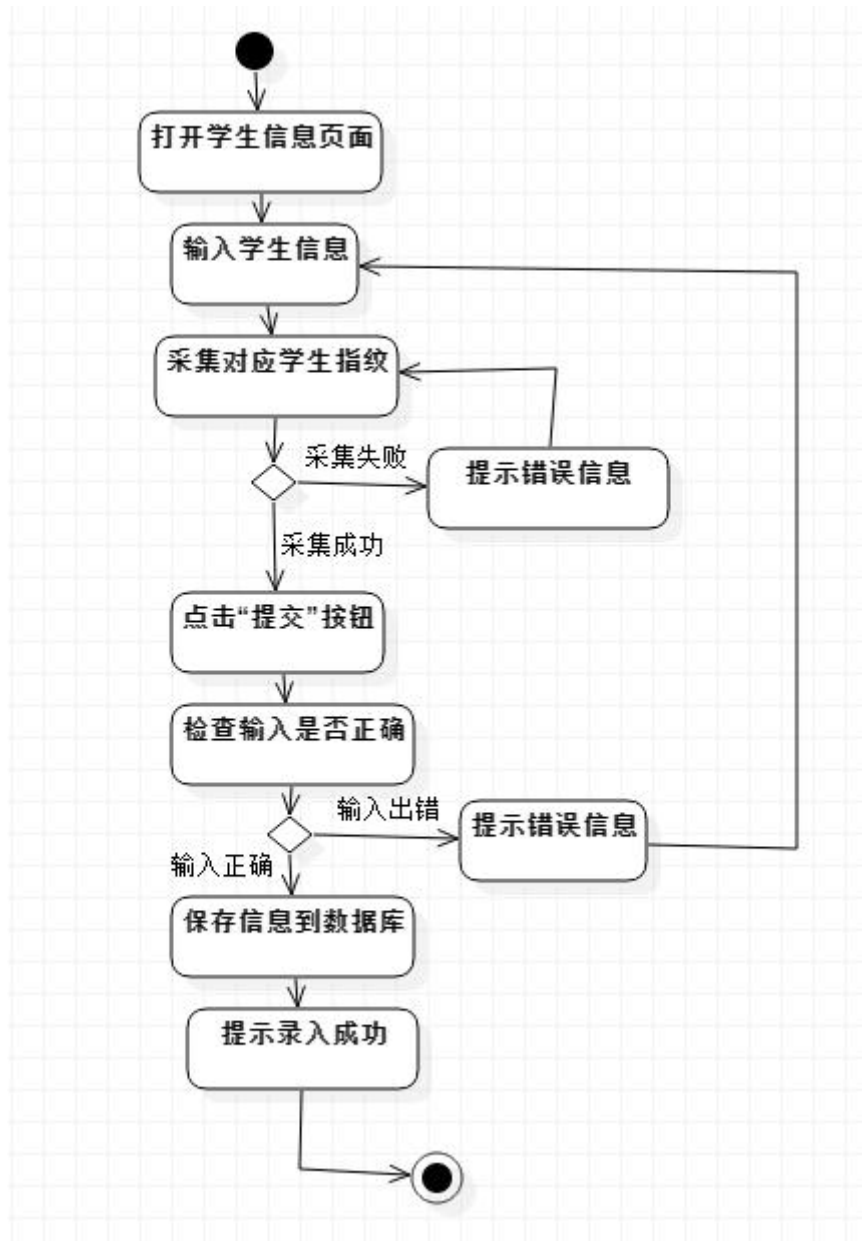 打开学生信息页面
输入学生信息
采集对应学生指纹
采集失败
提示错误信息
采集成功
点击“提交”按钮
检查输入是否正确
输入出错
提示错误信息
输入正确
保存信息到数据库
提示录入成功